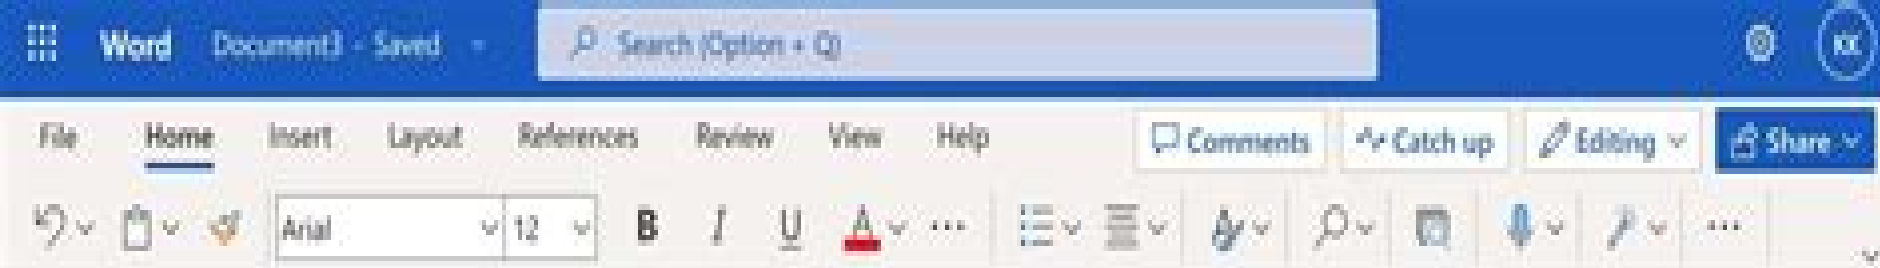 Word Document3 - Saved Search (Option + Q) KK
File Home Insert Layout References Review View Help Comments Catch up Editing Share
Arial 12 B I U A